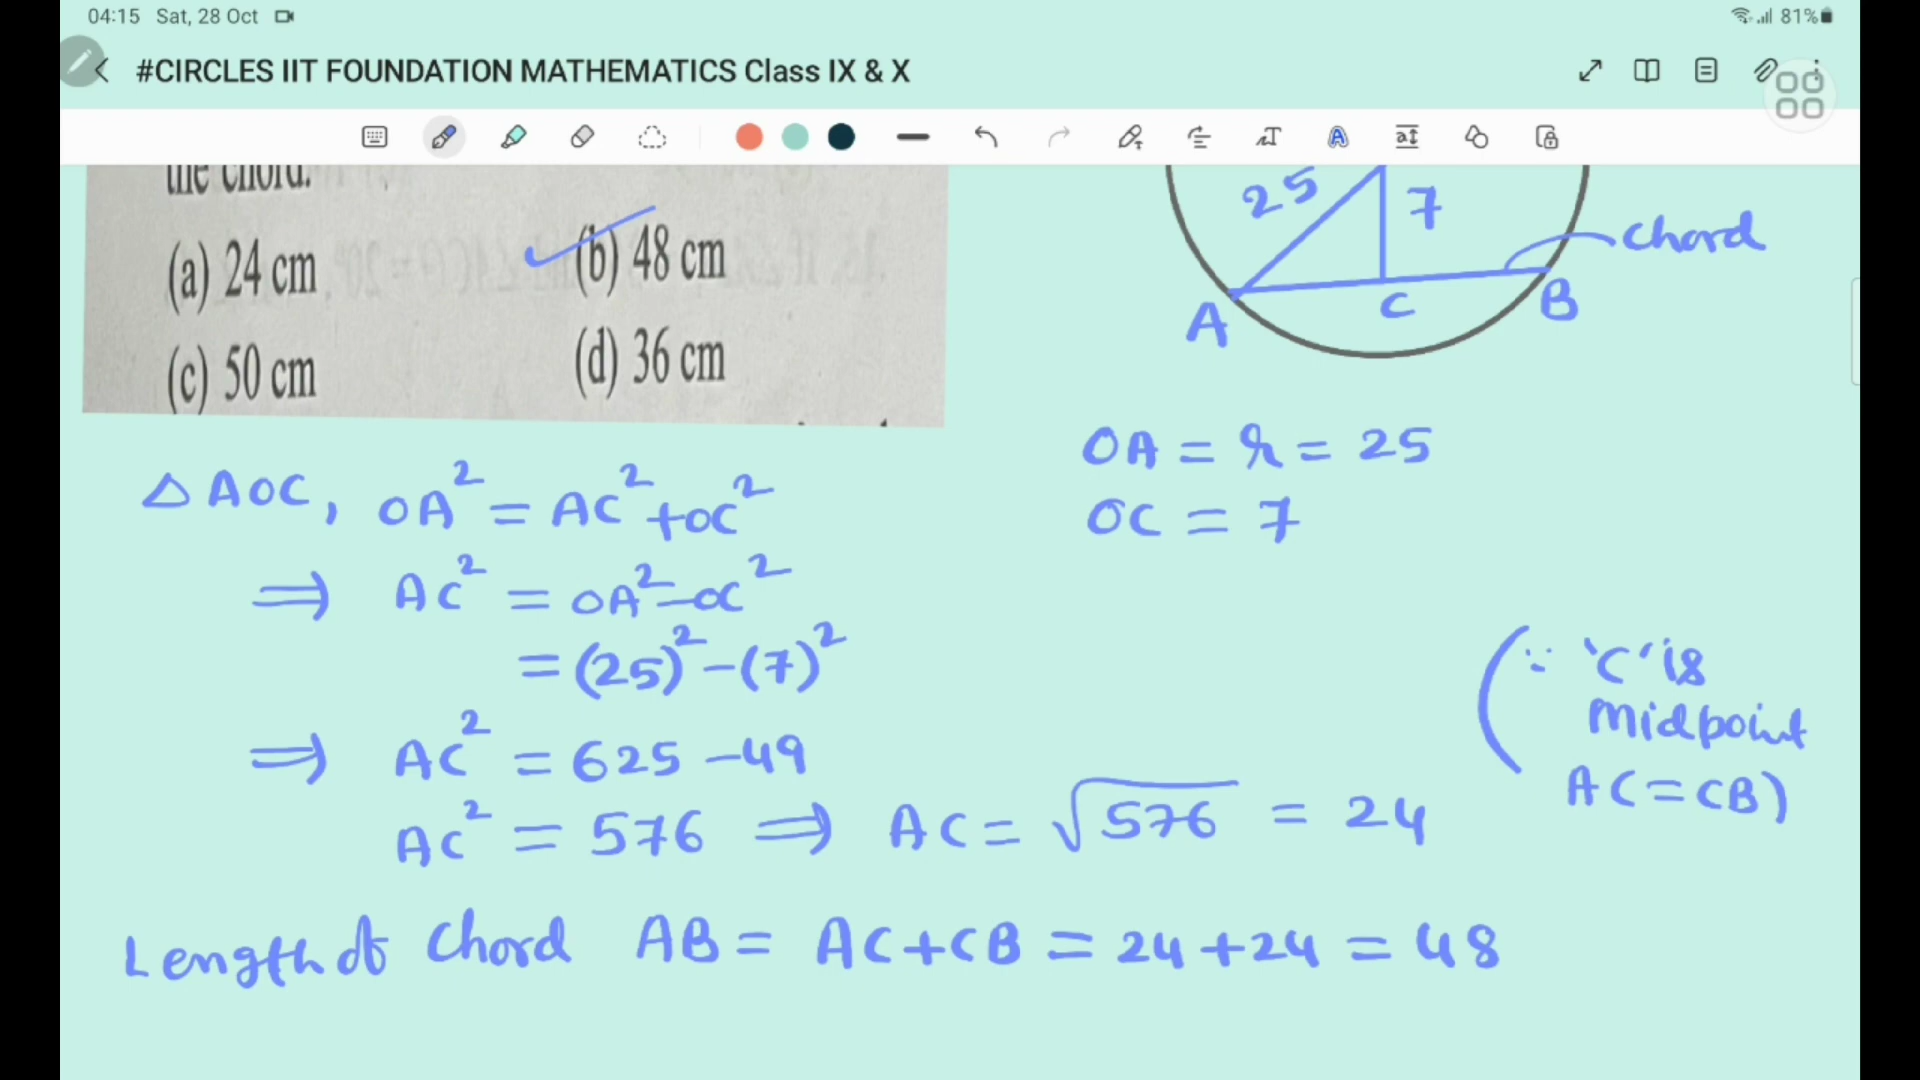 04:15 Sat, 28 Oct
81%
#CIRCLES IIT FOUNDATION MATHEMATICS Class IX & X
the chord.
(a) 24 cm
(b) 48 cm
(c) 50 cm
(d) 36 cm
25
7
chord
A
C
B
OA = r = 25
OC = 7
△ AOC, OA² = AC² + OC²
⇒ AC² = OA² – OC²
= (25)² – (7)²
⇒ AC² = 625 – 49
AC² = 576 ⇒ AC = √576 = 24
(∵ 'C' is
midpoint
AC = CB)
Length of chord AB = AC + CB = 24 + 24 = 48